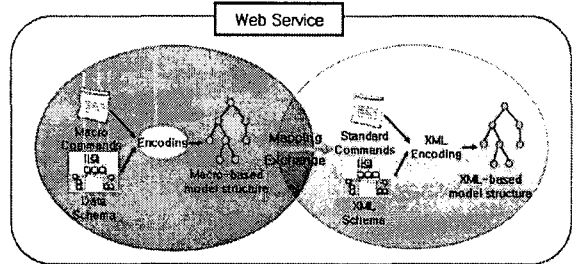 Web Service
Macro
Commands
Data
Schema
Encoding
Macro-based
model structure
Mapping
Exchange
Standard
Commands
XML
Schema
XML
Encoding
XML-based
model structure